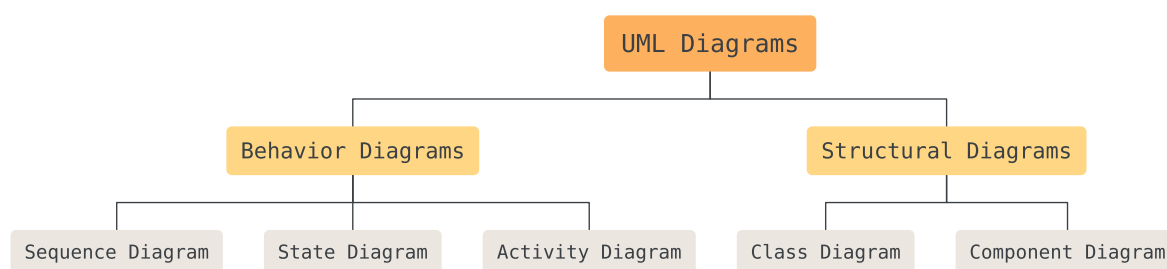 UML Diagrams
Behavior Diagrams
Structural Diagrams
Sequence Diagram
State Diagram
Activity Diagram
Class Diagram
Component Diagram